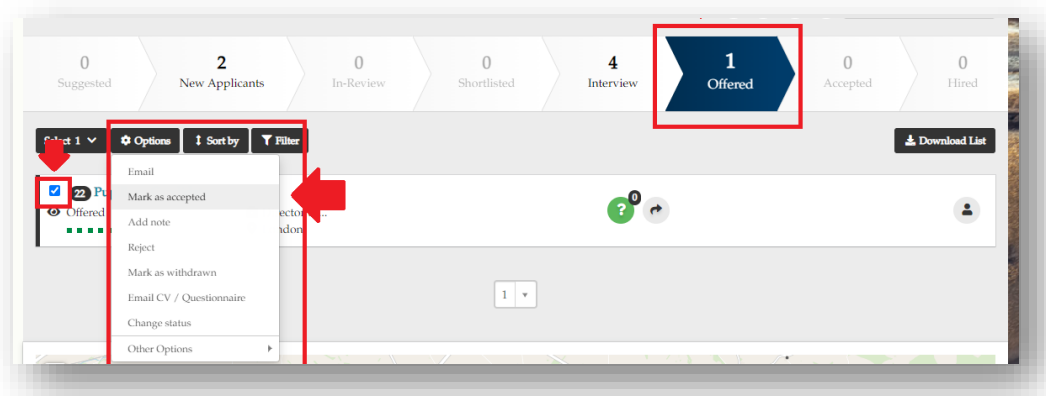 0 2 0 0 4 1 0 0
Suggested New Applicants In-Review Shortlisted Interview Offered Accepted Hired
Options Sort by Filter Download List
Email
22
Mark as accepted
0
?
Offered
Add note
Reject
Mark as withdrawn
Email CV / Questionnaire
1
Change status
Other Options